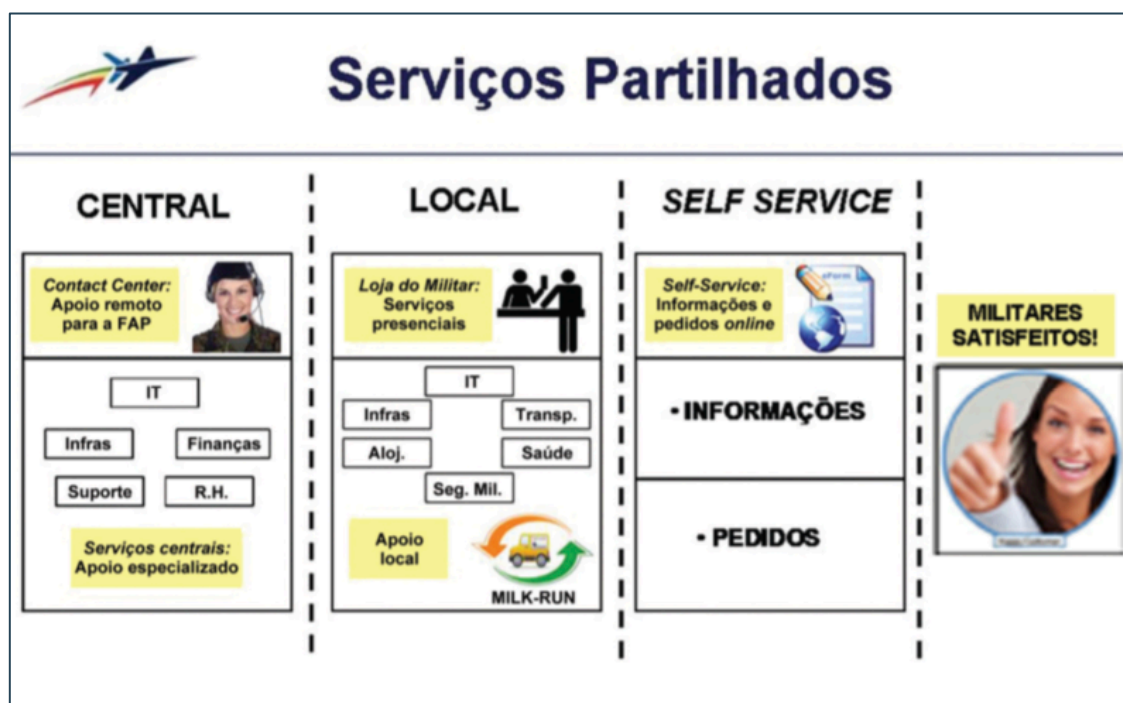 Serviços Partilhados
CENTRAL
Contact Center:
Apoio remoto
para a FAP
IT
Infras
Finanças
Suporte
R.H.
Serviços centrais:
Apoio especializado
LOCAL
Loja do Militar:
Serviços
presenciais
IT
Infras
Transp.
Aloj.
Saúde
Seg. Mil.
Apoio
local
MILK-RUN
SELF SERVICE
Self-Service:
Informações e
pedidos online
eForm
• INFORMAÇÕES
• PEDIDOS
MILITARES
SATISFEITOS!